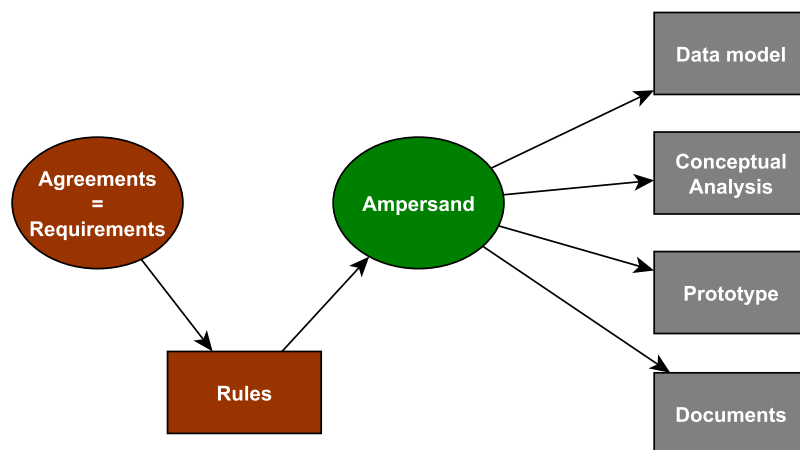 Agreements
=
Requirements
Rules
Ampersand
Data model
Conceptual
Analysis
Prototype
Documents